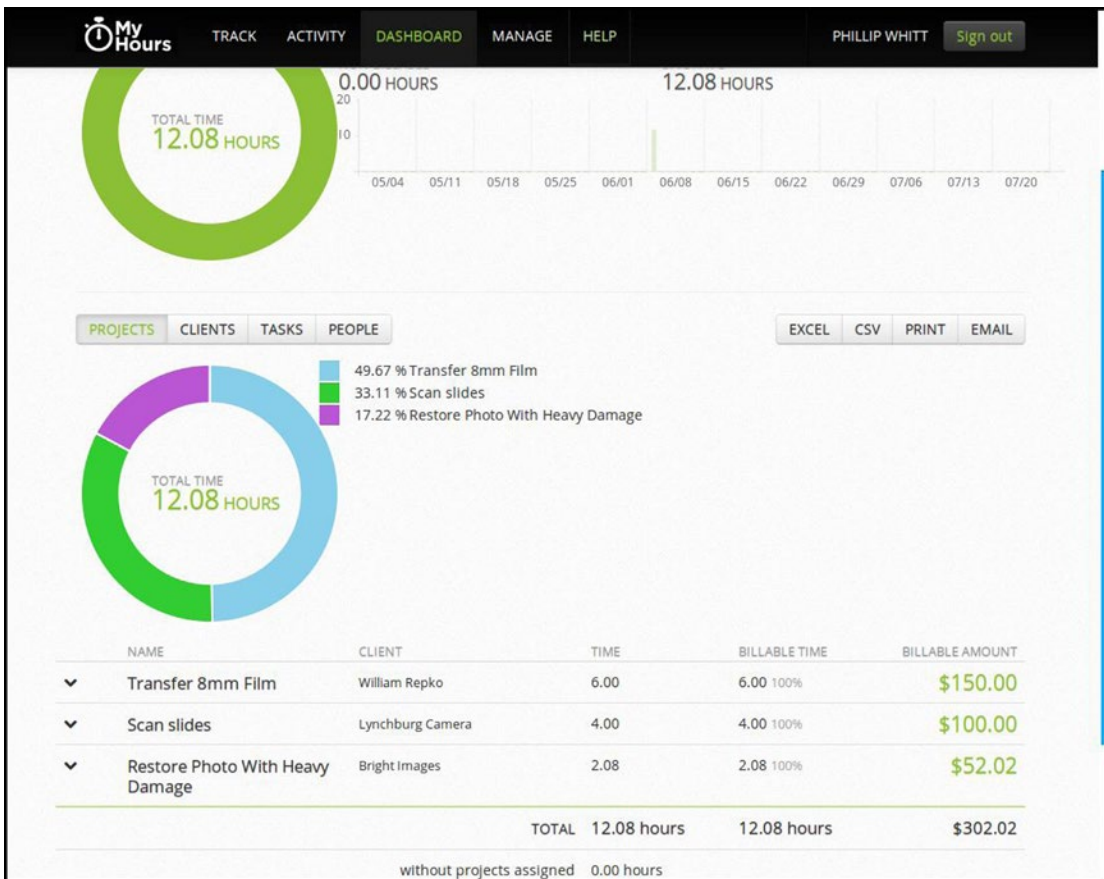 My Hours TRACK ACTIVITY DASHBOARD MANAGE HELP PHILLIP WHITT Sign out
0.00 HOURS 12.08 HOURS
20
10
TOTAL TIME
12.08 HOURS
05/04 05/11 05/18 05/25 06/01 06/08 06/15 06/22 06/29 07/06 07/13 07/20
PROJECTS CLIENTS TASKS PEOPLE EXCEL CSV PRINT EMAIL
49.67 % Transfer 8mm Film
33.11 % Scan slides
17.22 % Restore Photo With Heavy Damage
TOTAL TIME
12.08 HOURS
NAME CLIENT TIME BILLABLE TIME BILLABLE AMOUNT
Transfer 8mm Film William Repko 6.00 6.00 100% $150.00
Scan slides Lynchburg Camera 4.00 4.00 100% $100.00
Restore Photo With Heavy Bright Images 2.08 2.08 100% $52.02
Damage
TOTAL 12.08 hours 12.08 hours $302.02
without projects assigned 0.00 hours